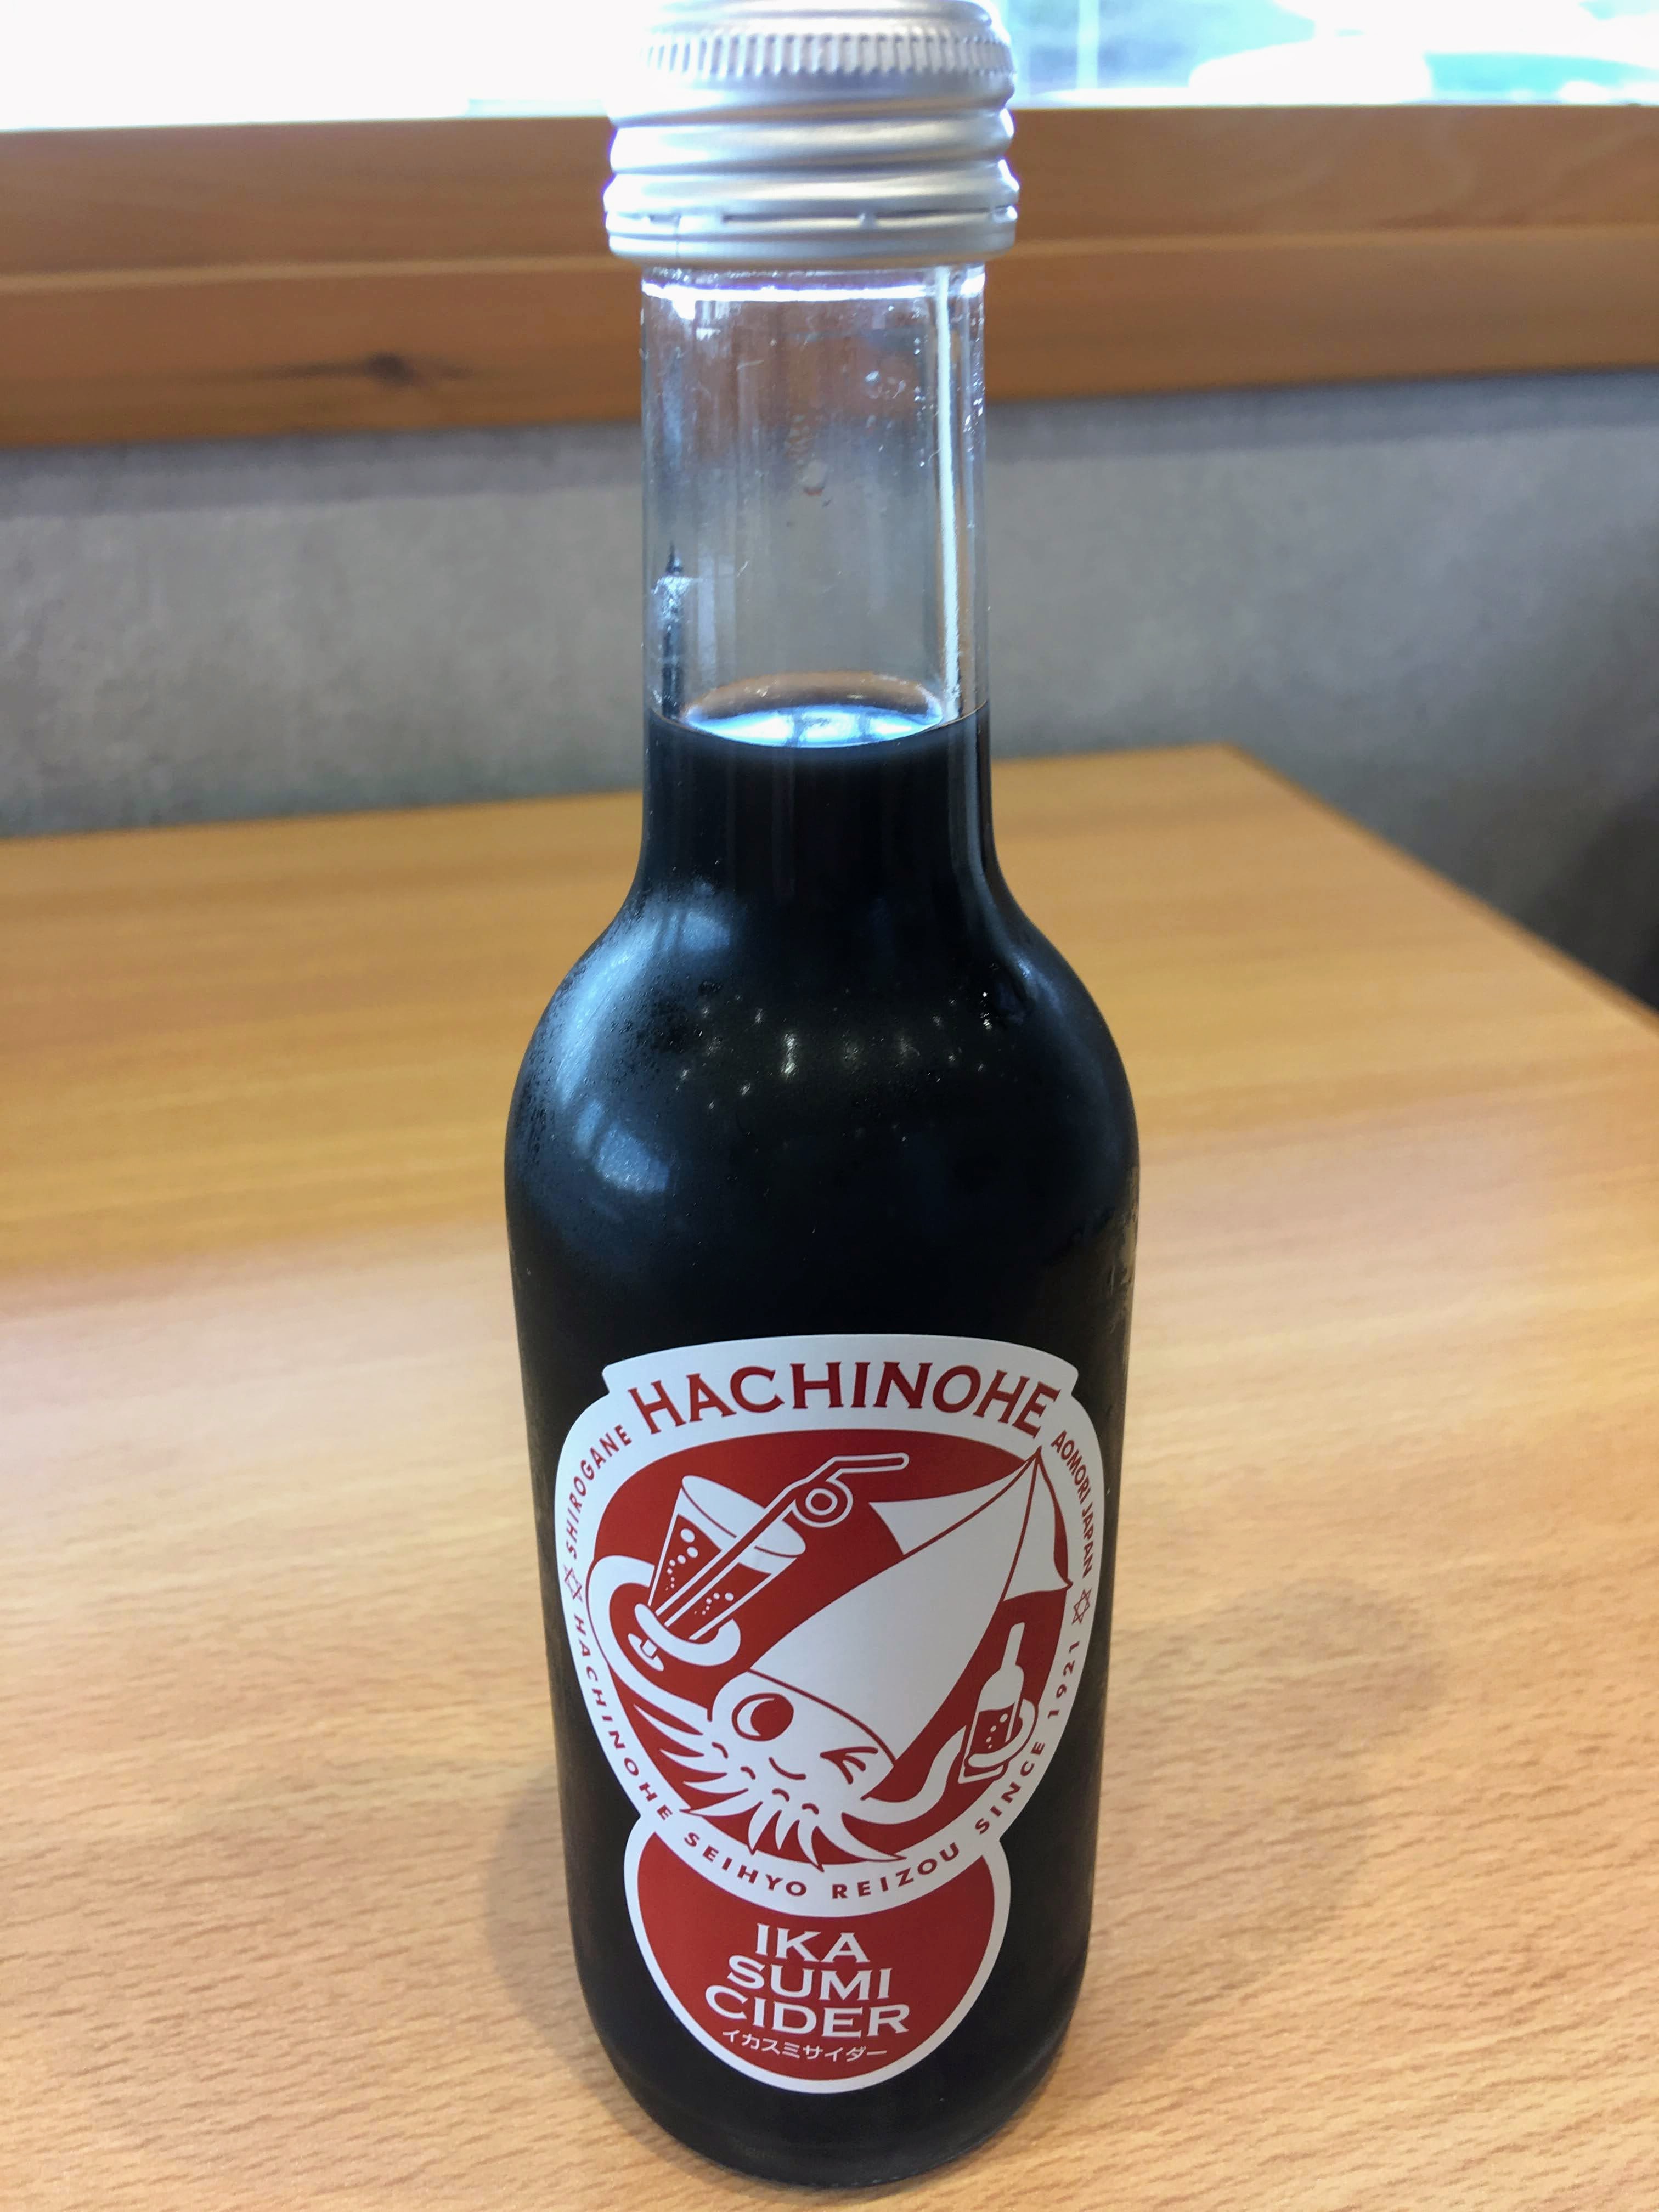 HACHINOHE
SHIROGANE
AOMORI JAPAN
HACHINOHE SEIHYO REIZOU SINCE 1921
IKA
SUMI
CIDER
イカスミサイダー